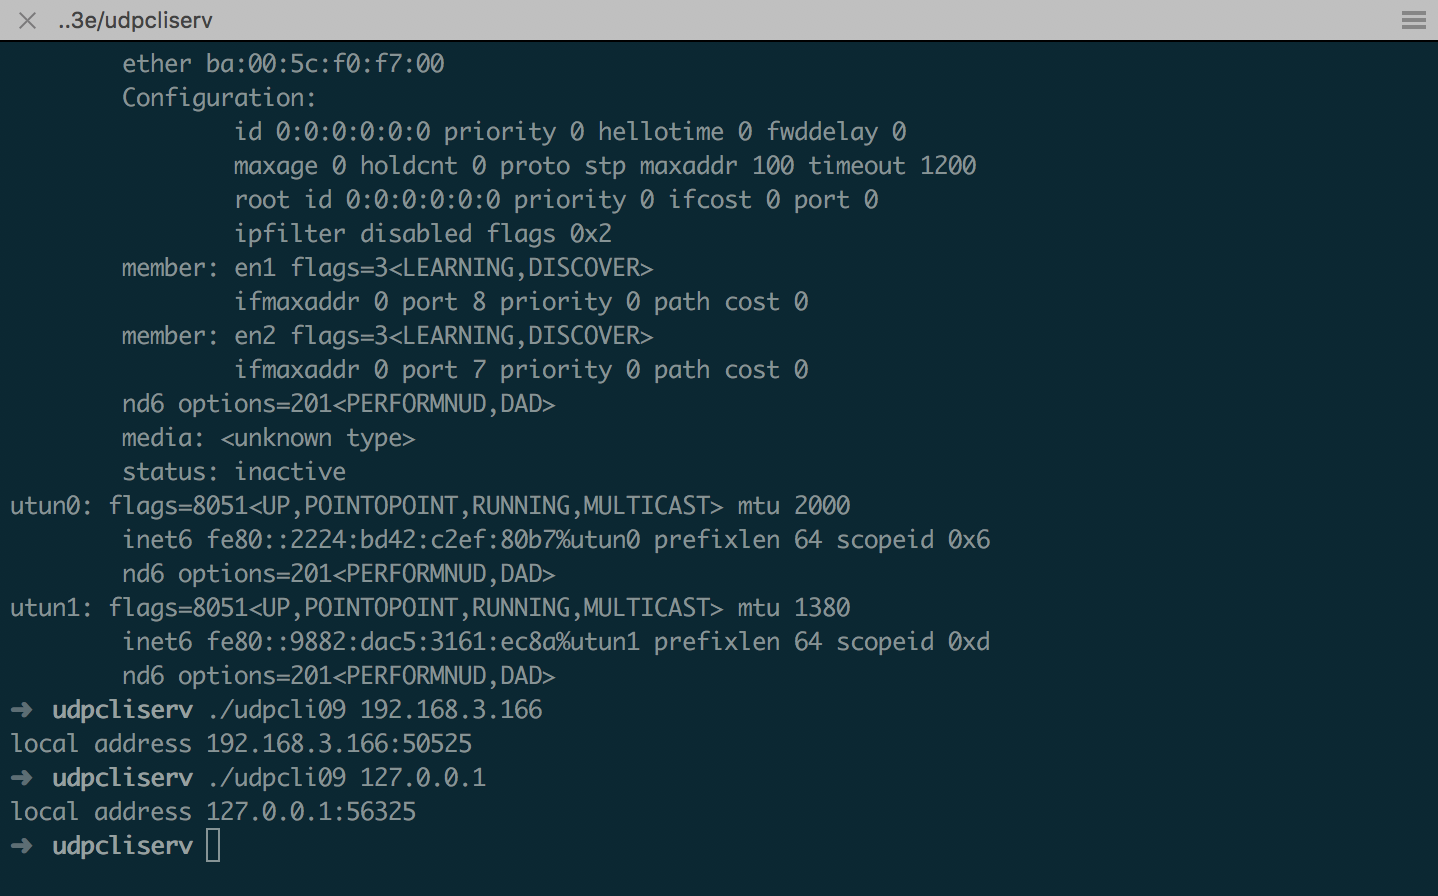 ..3e/udpcliserv
ether ba:00:5c:f0:f7:00
Configuration:
id 0:0:0:0:0:0 priority 0 hellotime 0 fwddelay 0
maxage 0 holdcnt 0 proto stp maxaddr 100 timeout 1200
root id 0:0:0:0:0:0 priority 0 ifcost 0 port 0
ipfilter disabled flags 0x2
member: en1 flags=3<LEARNING,DISCOVER>
ifmaxaddr 0 port 8 priority 0 path cost 0
member: en2 flags=3<LEARNING,DISCOVER>
ifmaxaddr 0 port 7 priority 0 path cost 0
nd6 options=201<PERFORMNUD,DAD>
media: <unknown type>
status: inactive
utun0: flags=8051<UP,POINTOPOINT,RUNNING,MULTICAST> mtu 2000
inet6 fe80::2224:bd42:c2ef:80b7%utun0 prefixlen 64 scopeid 0x6
nd6 options=201<PERFORMNUD,DAD>
utun1: flags=8051<UP,POINTOPOINT,RUNNING,MULTICAST> mtu 1380
inet6 fe80::9882:dac5:3161:ec8a%utun1 prefixlen 64 scopeid 0xd
nd6 options=201<PERFORMNUD,DAD>
➜ udpcliserv ./udpcli09 192.168.3.166
local address 192.168.3.166:50525
➜ udpcliserv ./udpcli09 127.0.0.1
local address 127.0.0.1:56325
➜ udpcliserv